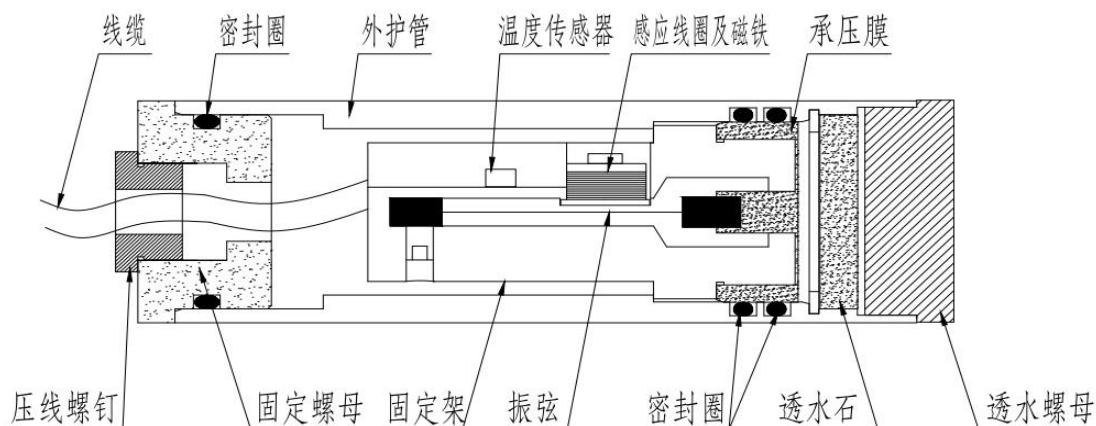 线缆 密封圈 外护管 温度传感器 感应线圈及磁铁 承压膜
压线螺钉 固定螺母 固定架 振弦 密封圈 透水石 透水螺母